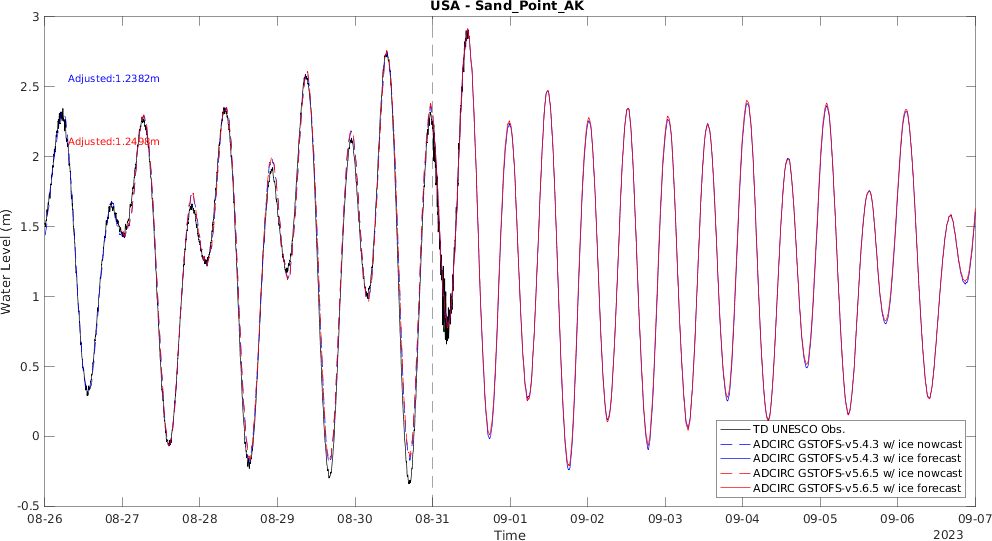 USA - Sand_Point_AK
3
2.5
2
1.5
1
0.5
0
-0.5
Water Level (m)
Adjusted:1.2382m
Adjusted:1.2498m
TD UNESCO Obs.
ADCIRC GSTOFS-v5.4.3 w/ ice nowcast
ADCIRC GSTOFS-v5.4.3 w/ ice forecast
ADCIRC GSTOFS-v5.6.5 w/ ice nowcast
ADCIRC GSTOFS-v5.6.5 w/ ice forecast
08-26 08-27 08-28 08-29 08-30 08-31 09-01 09-02 09-03 09-04 09-05 09-06 09-07
Time
2023